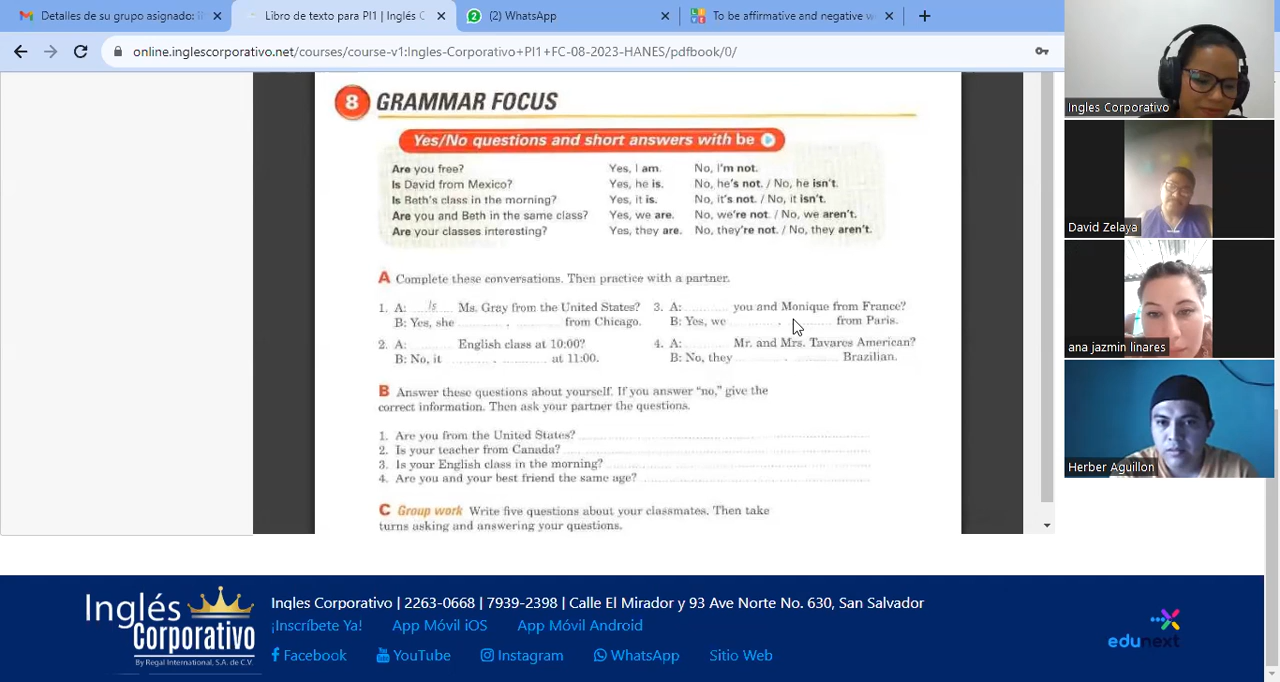 Detalles de su grupo asignado: il
Libro de texto para PI1 | Inglés C
(2) WhatsApp
To be affirmative and negative w
online.inglescorporativo.net/courses/course-v1:Ingles-Corporativo+PI1+FC-08-2023-HANES/pdfbook/0/
8 GRAMMAR FOCUS
Yes/No questions and short answers with be
Are you free? Yes, I am. No, I'm not.
Is David from Mexico? Yes, he is. No, he's not. / No, he isn't.
Is Beth's class in the morning? Yes, it is. No, it's not. / No, it isn't.
Are you and Beth in the same class? Yes, we are. No, we're not. / No, we aren't.
Are your classes interesting? Yes, they are. No, they're not. / No, they aren't.
A Complete these conversations. Then practice with a partner.
1. A: Is Ms. Gray from the United States?
B: Yes, she ........ . ........ from Chicago.
2. A: ........ English class at 10:00?
B: No, it ........ . ........ at 11:00.
3. A: ........ you and Monique from France?
B: Yes, we ........ . ........ from Paris.
4. A: ........ Mr. and Mrs. Tavares American?
B: No, they ........ . ........ Brazilian.
B Answer these questions about yourself. If you answer “no,” give the
correct information. Then ask your partner the questions.
1. Are you from the United States?
2. Is your teacher from Canada?
3. Is your English class in the morning?
4. Are you and your best friend the same age?
C Group work Write five questions about your classmates. Then take
turns asking and answering your questions.
Ingles Corporativo
David Zelaya
ana jazmin linares
Herber Aguillon
Inglés
Corporativo
By Regal International, S.A. de C.V.
Ingles Corporativo | 2263-0668 | 7939-2398 | Calle El Mirador y 93 Ave Norte No. 630, San Salvador
¡Inscríbete Ya! App Móvil iOS App Móvil Android
Facebook YouTube Instagram WhatsApp Sitio Web
edunext